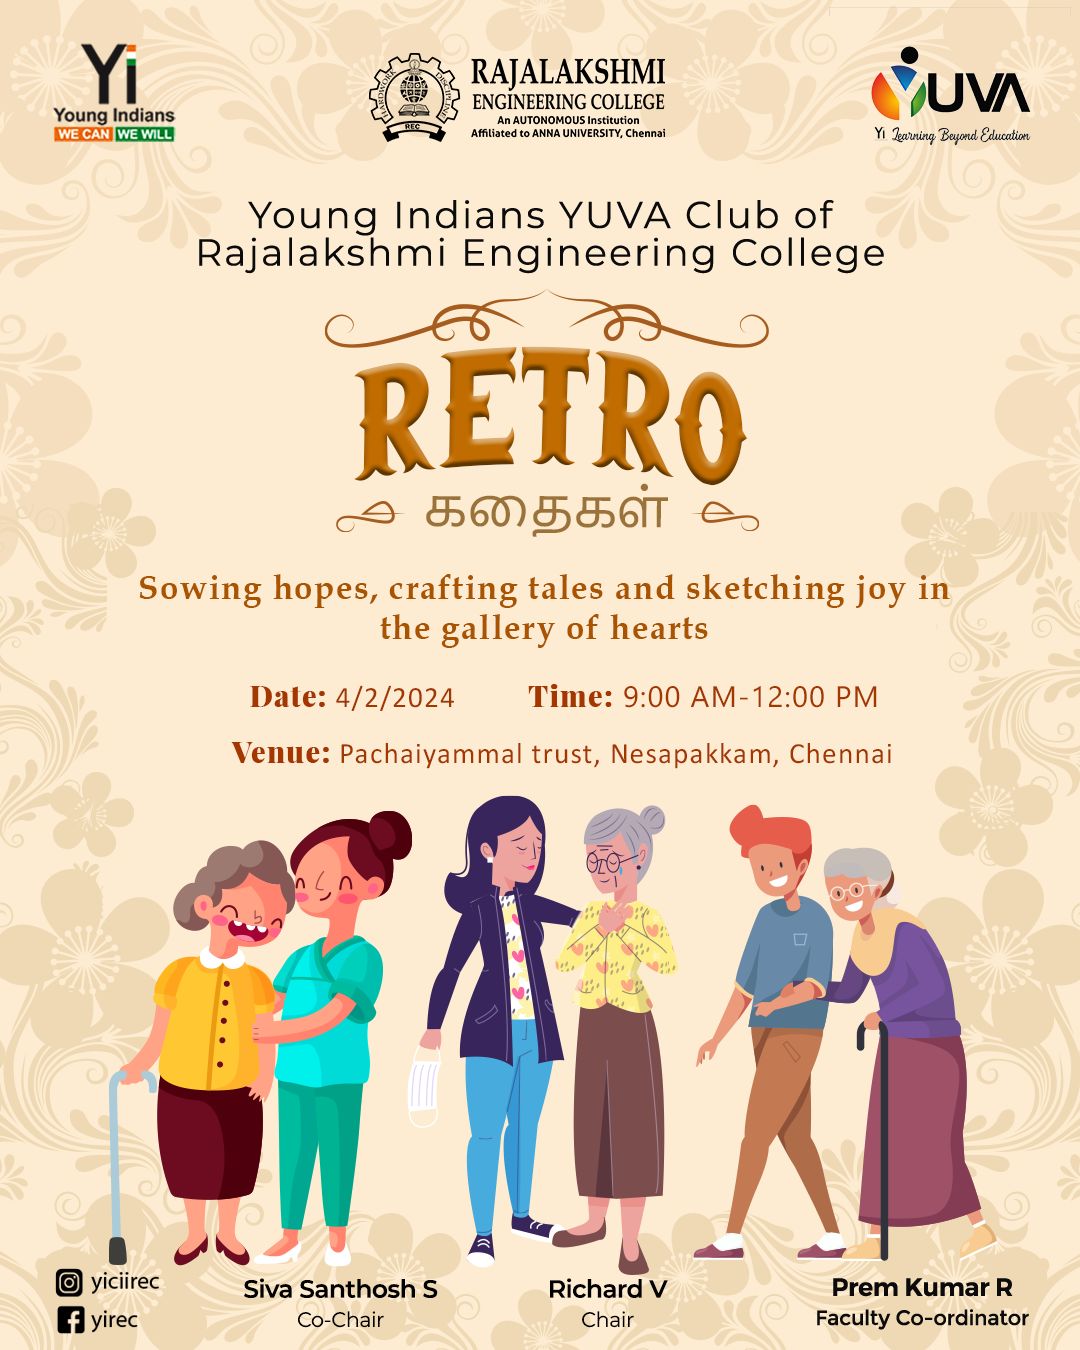 Yi
Young Indians
WE CAN WE WILL
HARDWORK DISCIPLINE
REC
RAJALAKSHMI
ENGINEERING COLLEGE
An AUTONOMOUS Institution
Affiliated to ANNA UNIVERSITY, Chennai
YUVA
Yi Learning Beyond Education
Young Indians YUVA Club of
Rajalakshmi Engineering College
RETRO
கதைகள்
Sowing hopes, crafting tales and sketching joy in
the gallery of hearts
Date: 4/2/2024 Time: 9:00 AM-12:00 PM
Venue: Pachaiyammal trust, Nesapakkam, Chennai
yiciirec
yirec
Siva Santhosh S
Co-Chair
Richard V
Chair
Prem Kumar R
Faculty Co-ordinator